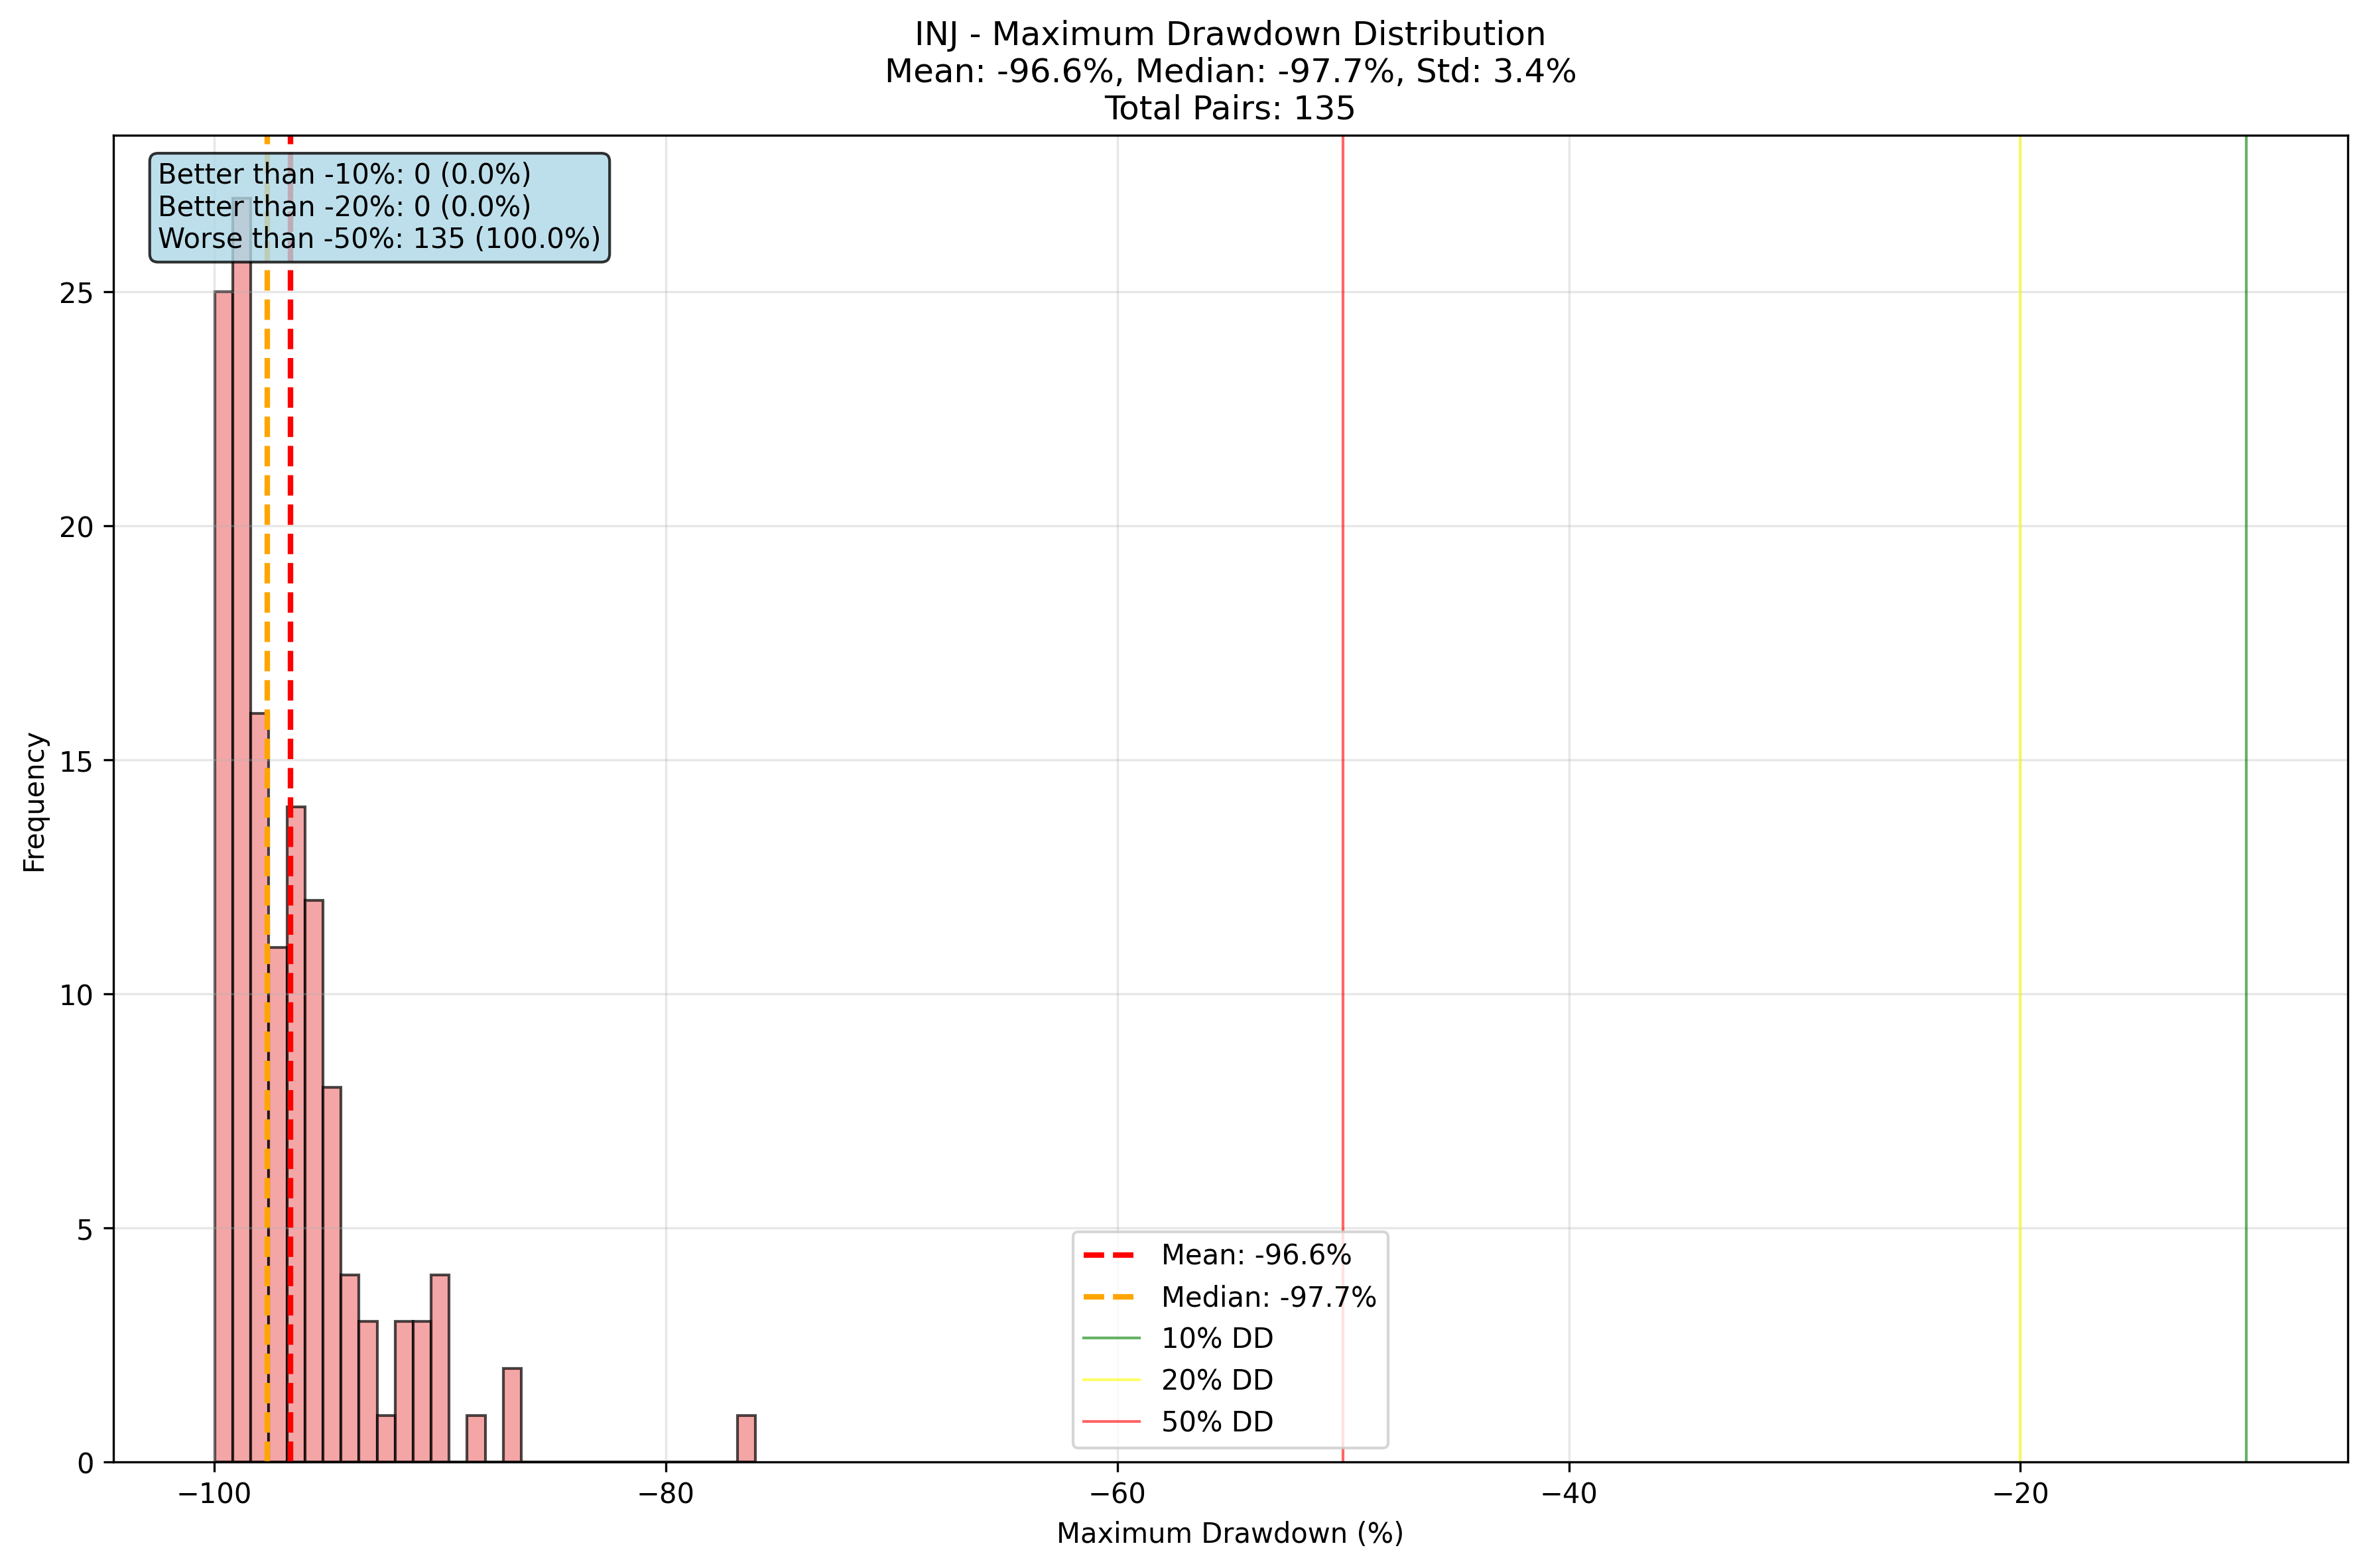 INJ - Maximum Drawdown Distribution
Mean: -96.6%, Median: -97.7%, Std: 3.4%
Total Pairs: 135
Better than -10%: 0 (0.0%)
Better than -20%: 0 (0.0%)
Worse than -50%: 135 (100.0%)
25
20
15
10
5
0
Frequency
Mean: -96.6%
Median: -97.7%
10% DD
20% DD
50% DD
−100
−80
−60
−40
−20
Maximum Drawdown (%)